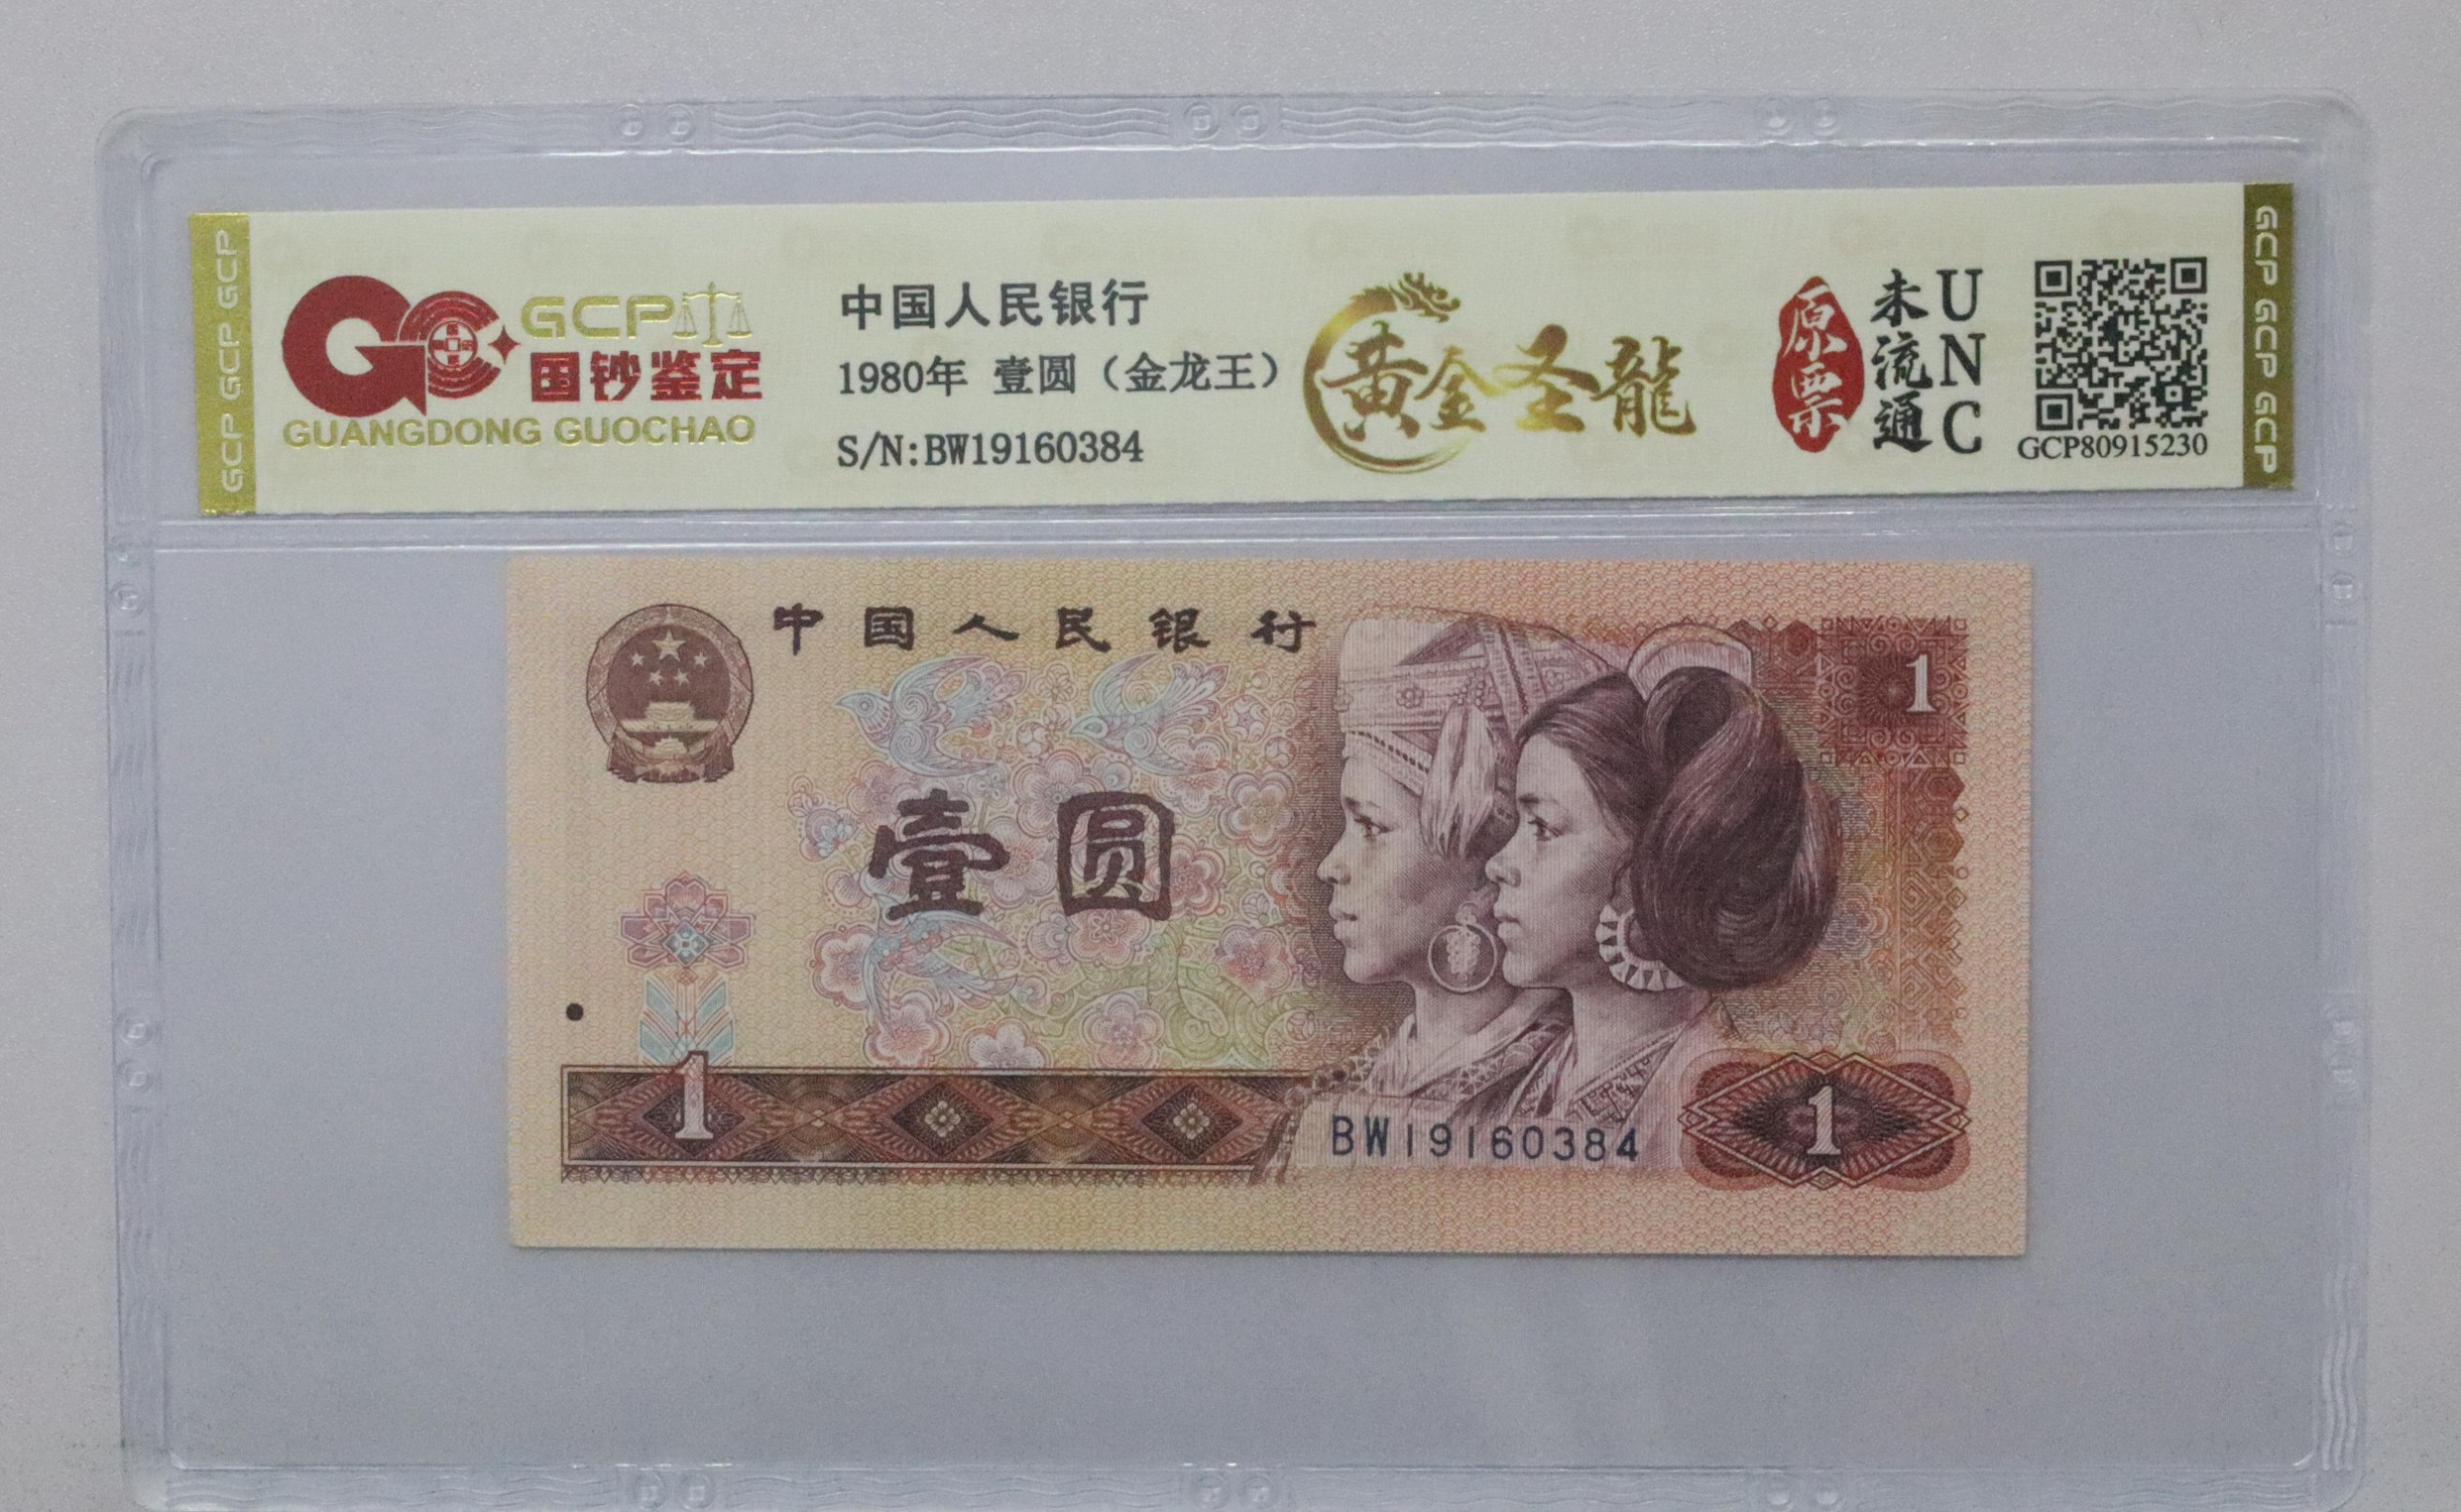 GCP GCP GCP
GCP
国钞鉴定
GUANGDONG GUOCHAO
中国人民银行
1980年 壹圆（金龙王）
S/N:BW19160384
黄金圣龍
原票
未流通
UNC
GCP80915230
GCP GCP GCP
中国人民银行
1
壹圆
1
BW19160384
1